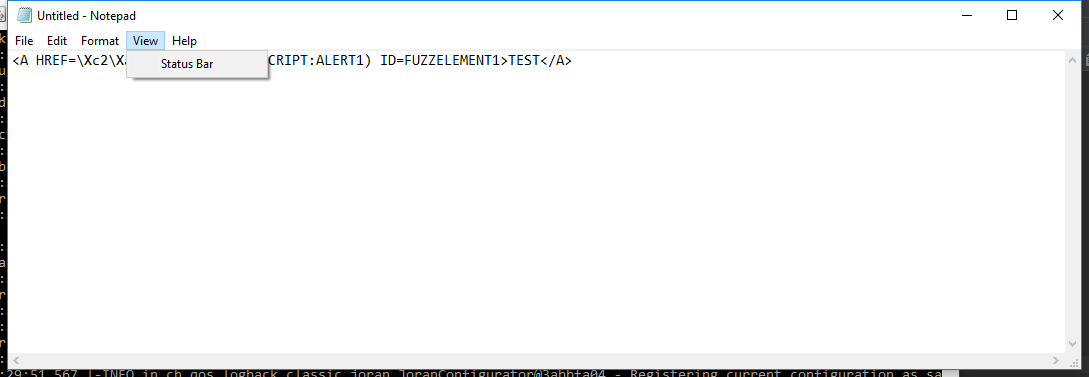 Untitled - Notepad
File Edit Format View Help
Status Bar
<A HREF=\Xc2\Xa CRIPT:ALERT1) ID=FUZZELEMENT1>TEST</A>
:29:51,567 |-INFO in ch.qos.logback.classic.joran.JoranConfigurator@3abbfa04 - Registering current configuration as sa